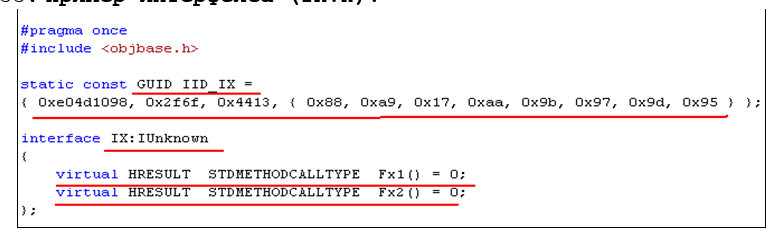 Пример интерфейса (IX.h):
#pragma once
#include <objbase.h>
static const GUID IID_IX =
{ 0xe04d1098, 0x2f6f, 0x4413, { 0x88, 0xa9, 0x17, 0xaa, 0x9b, 0x97, 0x9d, 0x95 } };
interface IX:IUnknown
{
virtual HRESULT STDMETHODCALLTYPE Fx1() = 0;
virtual HRESULT STDMETHODCALLTYPE Fx2() = 0;
};